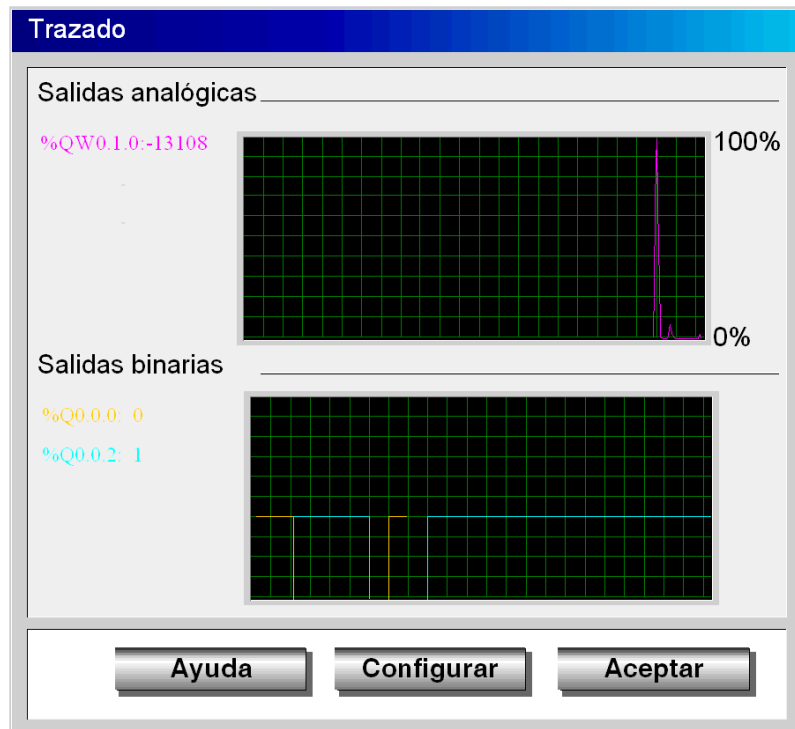 Trazado
Salidas analógicas
%QW0.1.0:-13108
100%
0%
Salidas binarias
%Q0.0.0: 0
%Q0.0.2: 1
Ayuda
Configurar
Aceptar